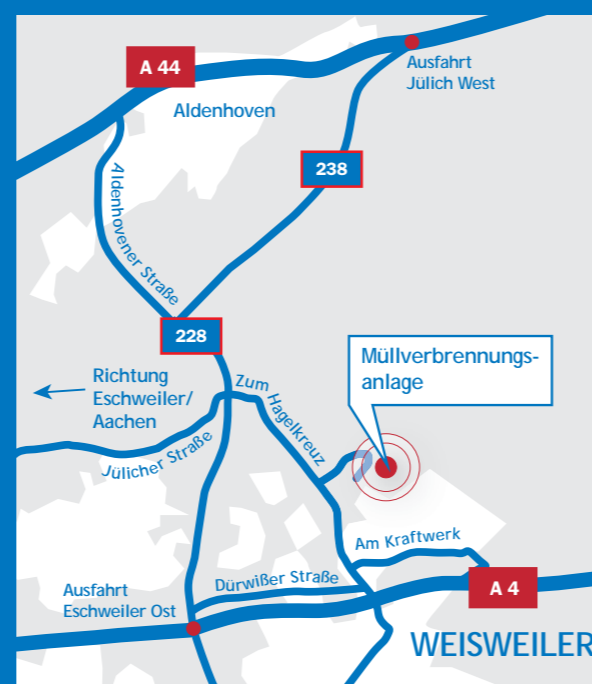 A 44
Ausfahrt
Jülich West
Aldenhoven
238
Aldenhovener Straße
228
Müllverbrennungs-
anlage
Richtung
Eschweiler/
Aachen
Zum Hagelkreuz
Jülicher Straße
Am Kraftwerk
Dürwißer Straße
Ausfahrt
Eschweiler Ost
A 4
WEISWEILER